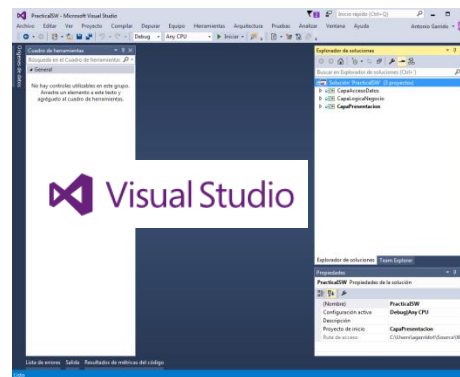 PracticaISW - Microsoft Visual Studio
Inicio rápido (Ctrl+Q)
Archivo Editar Ver Proyecto Compilar Depurar Equipo Herramientas Arquitectura Pruebas Analizar Ventana Ayuda Antonio Garrido
Debug Any CPU Iniciar
Orígenes de datos
Cuadro de herramientas
Búsqueda en el Cuadro de herramientas
General
No hay controles utilizables en este grupo.
Arrastre un elemento a este texto y
agréguelo al cuadro de herramientas.
Explorador de soluciones
Buscar en Explorador de soluciones (Ctrl+)
Solución 'PracticaISW' (3 proyectos)
CapaAccesoDatos
CapaLogicaNegocio
CapaPresentacion
Visual Studio
Explorador de soluciones Team Explorer
Propiedades
PracticaISW Propiedades de la solución
(Nombre) PracticaISW
Configuración activa Debug|Any CPU
Descripción
Proyecto de inicio CapaPresentacion
Ruta de acceso
Lista de errores Salida Resultados de métricas del código
Listo